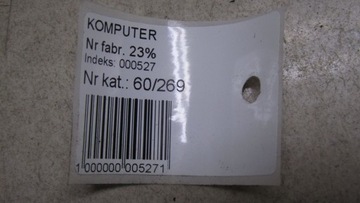 KOMPUTER
Nr fabr. 23%
Indeks: 000527
Nr kat.: 60/269
1 000000 005271